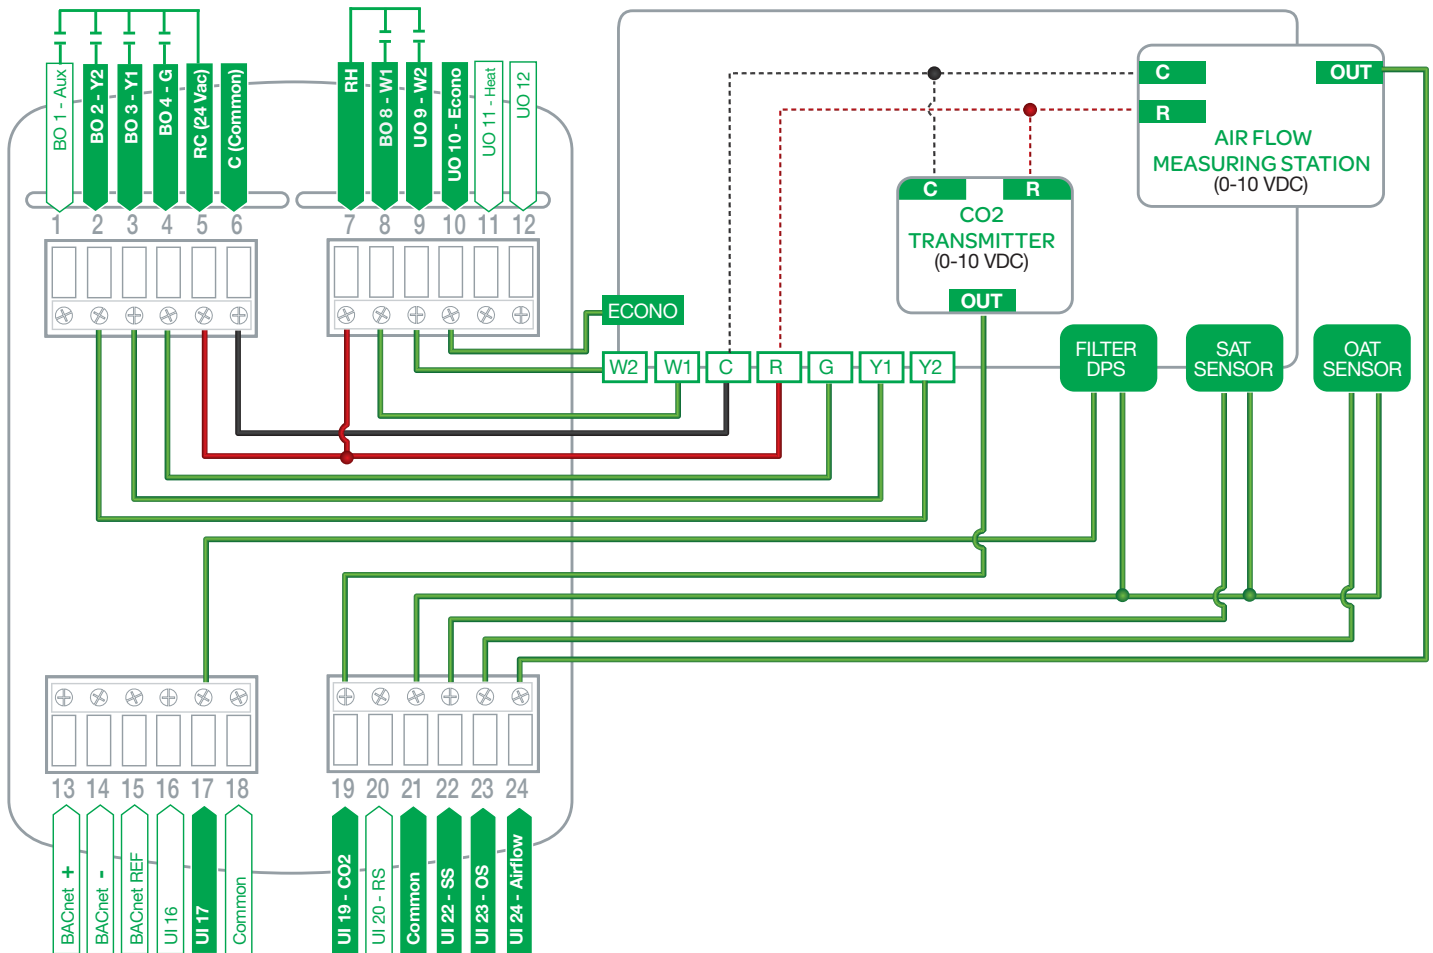 BO 1 - Aux
BO 2 - Y2
BO 3 - Y1
BO 4 - G
RC (24 Vac)
C (Common)
RH
BO 8 - W1
UO 9 - W2
UO 10 - Econo
UO 11 - Heat
UO 12
1 2 3 4 5 6
7 8 9 10 11 12
C
OUT
R
AIR FLOW
MEASURING STATION
(0-10 VDC)
C R
CO2
TRANSMITTER
(0-10 VDC)
OUT
ECONO
W2 W1 C R G Y1 Y2
FILTER
DPS
SAT
SENSOR
OAT
SENSOR
13 14 15 16 17 18
19 20 21 22 23 24
BACnet +
BACnet -
BACnet REF
UI 16
UI 17
Common
UI 19 - CO2
UI 20 - RS
Common
UI 22 - SS
UI 23 - OS
UI 24 - Airflow